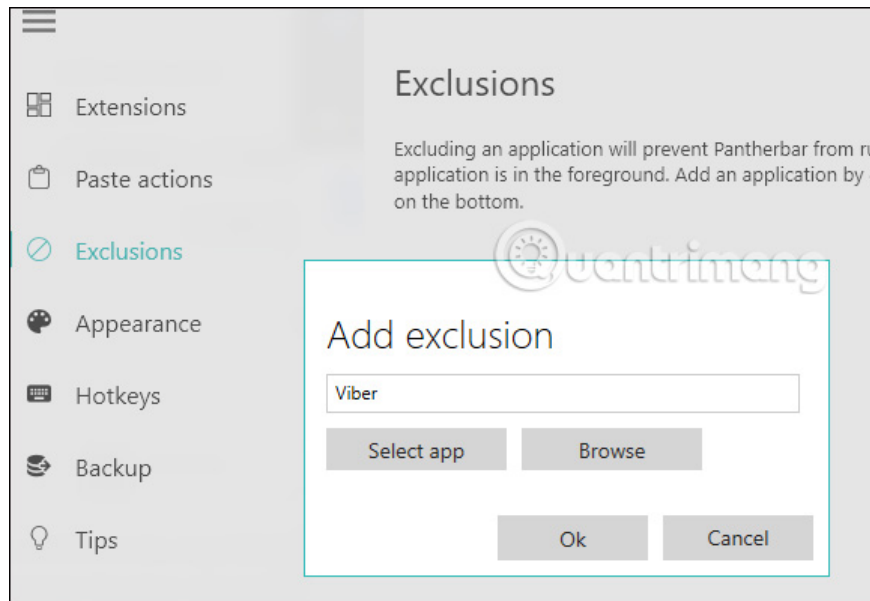 Exclusions
Extensions
Excluding an application will prevent Pantherbar from
Paste actions
application is in the foreground. Add an application by
on the bottom.
Exclusions
Quantrimang
Appearance
Add exclusion
Viber
Hotkeys
Select app
Browse
Backup
Ok
Cancel
Tips